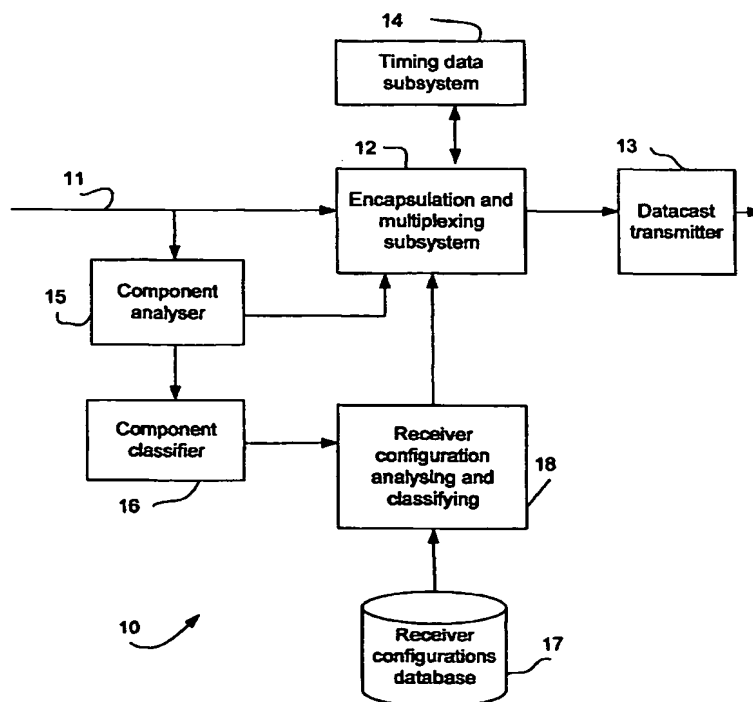 14
Timing data
subsystem
12
13
11
Encapsulation and
multiplexing
subsystem
Datacast
transmitter
15
Component
analyser
Component
classifier
16
Receiver
configuration
analysing and
classifying
18
10
Receiver
configurations
database
17